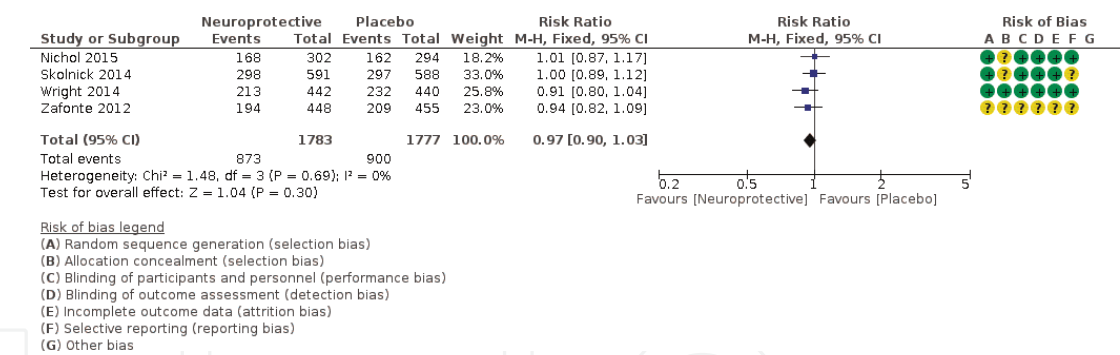 Neuroprotective Placebo Risk Ratio Risk Ratio Risk of Bias
Study or Subgroup Events Total Events Total Weight M-H, Fixed, 95% CI M-H, Fixed, 95% CI A B C D E F G
Nichol 2015 168 302 162 294 18.2% 1.01 [0.87, 1.17] + ? + + + +
Skolnick 2014 298 591 297 588 33.0% 1.00 [0.89, 1.12] + ? + + + ?
Wright 2014 213 442 232 440 25.8% 0.91 [0.80, 1.04] + + + + + +
Zafonte 2012 194 448 209 455 23.0% 0.94 [0.82, 1.09] ? ? ? ? ? ?
Total (95% CI) 1783 1777 100.0% 0.97 [0.90, 1.03]
Total events 873 900
Heterogeneity: Chi² = 1.48, df = 3 (P = 0.69); I² = 0%
Test for overall effect: Z = 1.04 (P = 0.30)
0.2 0.5 1 2 5
Favours [Neuroprotective] Favours [Placebo]
Risk of bias legend
(A) Random sequence generation (selection bias)
(B) Allocation concealment (selection bias)
(C) Blinding of participants and personnel (performance bias)
(D) Blinding of outcome assessment (detection bias)
(E) Incomplete outcome data (attrition bias)
(F) Selective reporting (reporting bias)
(G) Other bias